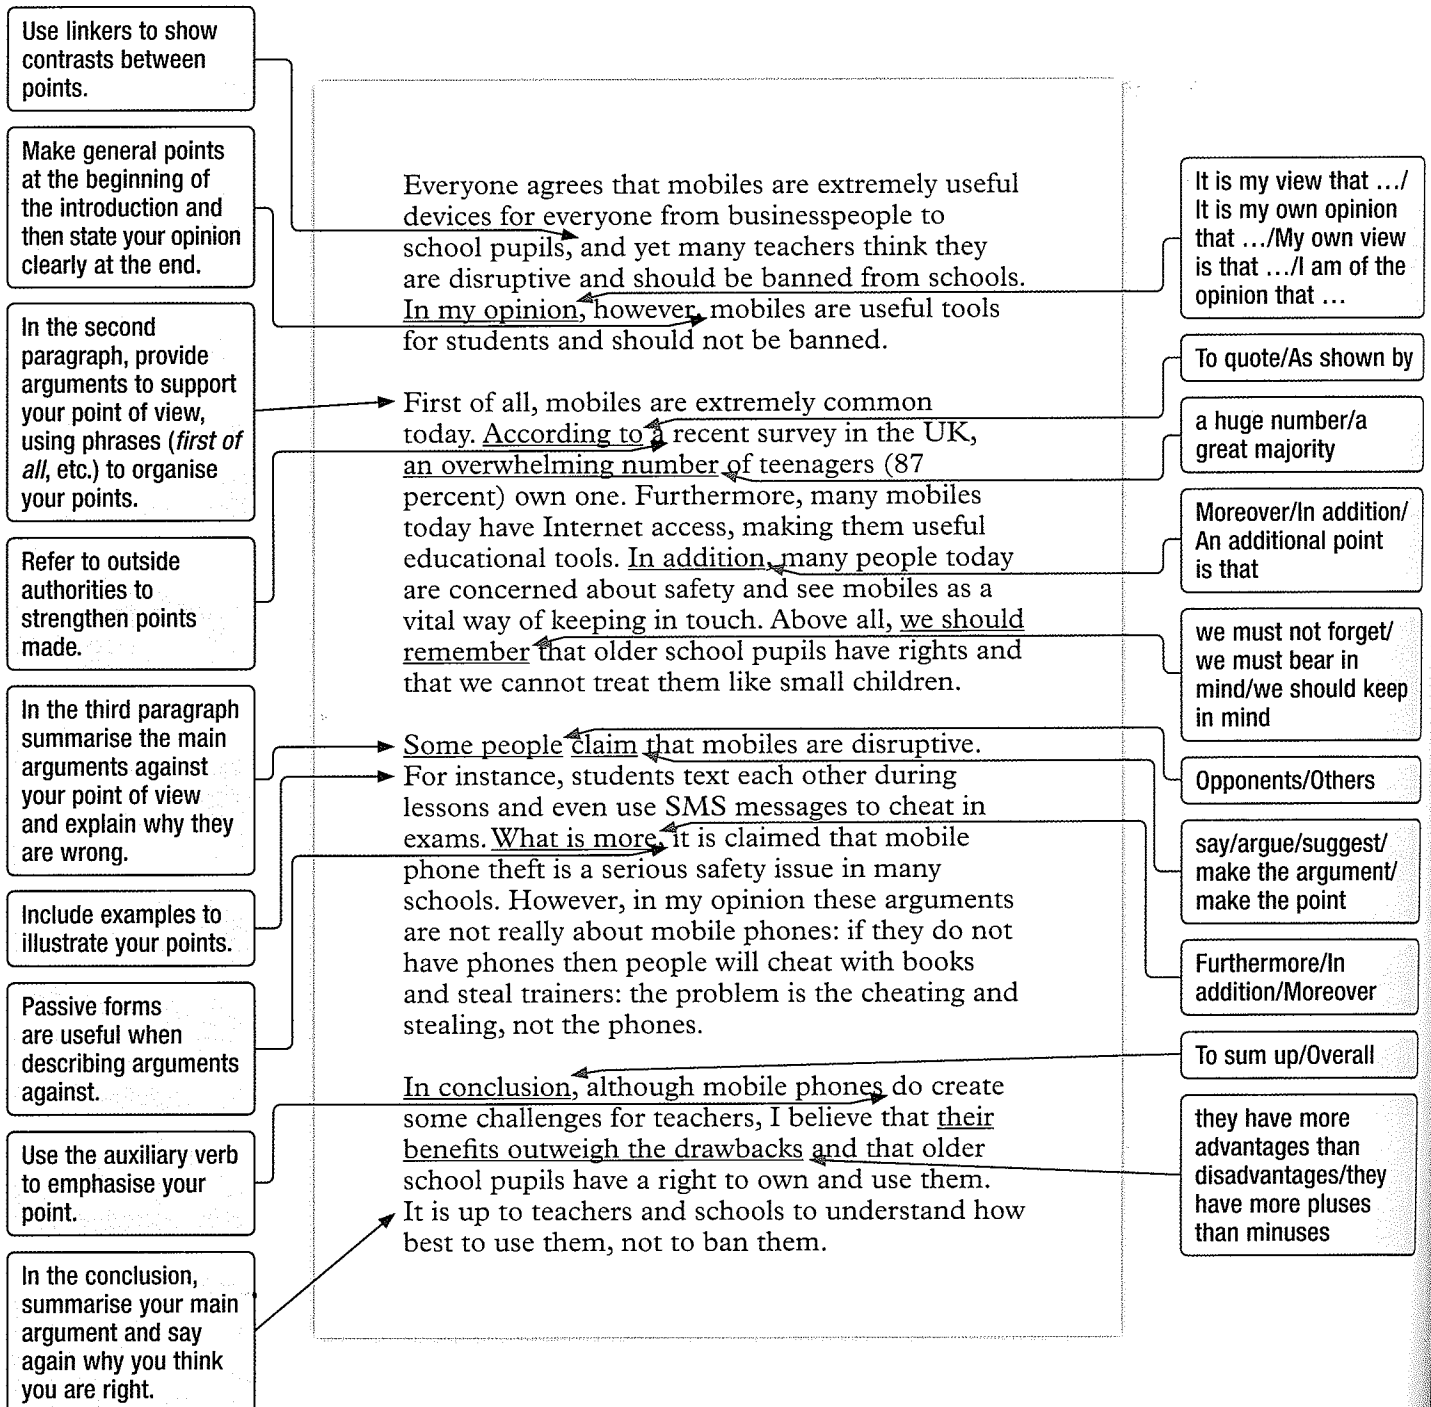 Use linkers to show
contrasts between
points.
Make general points
at the beginning of
the introduction and
then state your opinion
clearly at the end.
In the second
paragraph, provide
arguments to support
your point of view,
using phrases (first of
all, etc.) to organise
your points.
Refer to outside
authorities to
strengthen points
made.
In the third paragraph
summarise the main
arguments against
your point of view
and explain why they
are wrong.
Include examples to
illustrate your points.
Passive forms
are useful when
describing arguments
against.
Use the auxiliary verb
to emphasise your
point.
In the conclusion,
summarise your main
argument and say
again why you think
you are right.
Everyone agrees that mobiles are extremely useful
devices for everyone from businesspeople to
school pupils, and yet many teachers think they
are disruptive and should be banned from schools.
In my opinion, however, mobiles are useful tools
for students and should not be banned.
First of all, mobiles are extremely common
today. According to a recent survey in the UK,
an overwhelming number of teenagers (87
percent) own one. Furthermore, many mobiles
today have Internet access, making them useful
educational tools. In addition, many people today
are concerned about safety and see mobiles as a
vital way of keeping in touch. Above all, we should
remember that older school pupils have rights and
that we cannot treat them like small children.
Some people claim that mobiles are disruptive.
For instance, students text each other during
lessons and even use SMS messages to cheat in
exams. What is more, it is claimed that mobile
phone theft is a serious safety issue in many
schools. However, in my opinion these arguments
are not really about mobile phones: if they do not
have phones then people will cheat with books
and steal trainers: the problem is the cheating and
stealing, not the phones.
In conclusion, although mobile phones do create
some challenges for teachers, I believe that their
benefits outweigh the drawbacks and that older
school pupils have a right to own and use them.
It is up to teachers and schools to understand how
best to use them, not to ban them.
It is my view that .../
It is my own opinion
that .../My own view
is that .../I am of the
opinion that ...
To quote/As shown by
a huge number/a
great majority
Moreover/In addition/
An additional point
is that
we must not forget/
we must bear in
mind/we should keep
in mind
Opponents/Others
say/argue/suggest/
make the argument/
make the point
Furthermore/In
addition/Moreover
To sum up/Overall
they have more
advantages than
disadvantages/they
have more pluses
than minuses